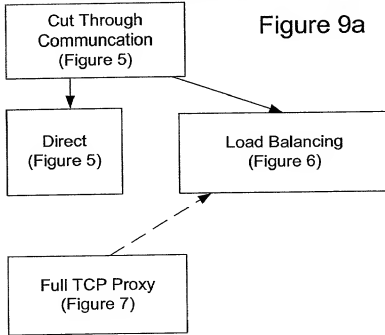 Cut Through
Communcation
(Figure 5)
Figure 9a
Direct
(Figure 5)
Load Balancing
(Figure 6)
Full TCP Proxy
(Figure 7)